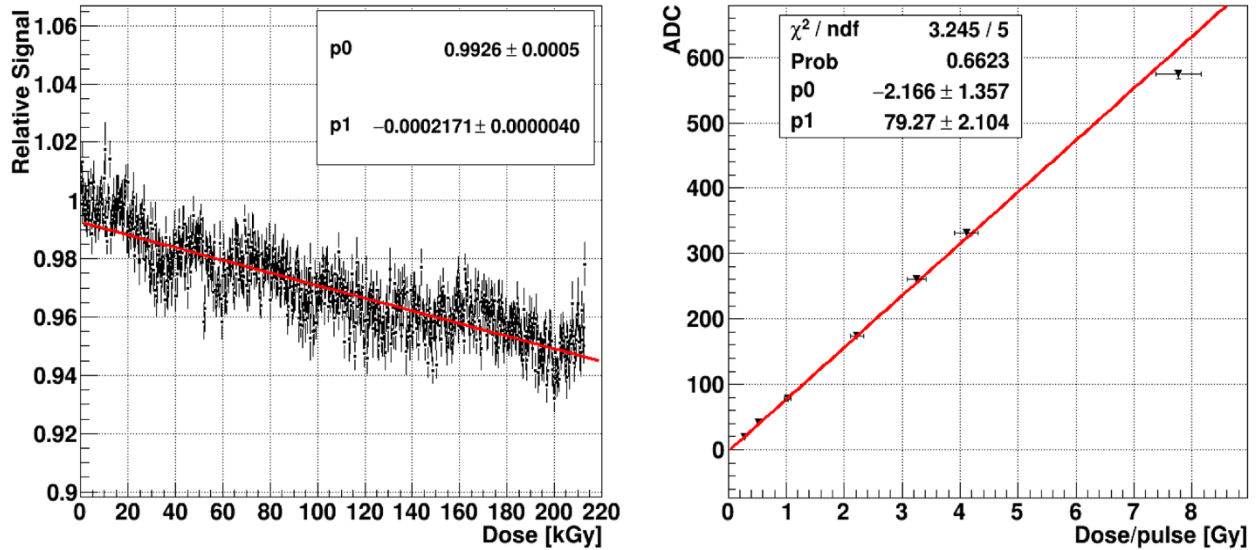 Relative Signal
1.06
1.04
1.02
1
0.98
0.96
0.94
0.92
0.9
p0 0.9926 ± 0.0005
p1 −0.0002171 ± 0.0000040
0 20 40 60 80 100 120 140 160 180 200 220
Dose [kGy]
ADC
600
500
400
300
200
100
0
χ² / ndf 3.245 / 5
Prob 0.6623
p0 −2.166 ± 1.357
p1 79.27 ± 2.104
0 1 2 3 4 5 6 7 8
Dose/pulse [Gy]